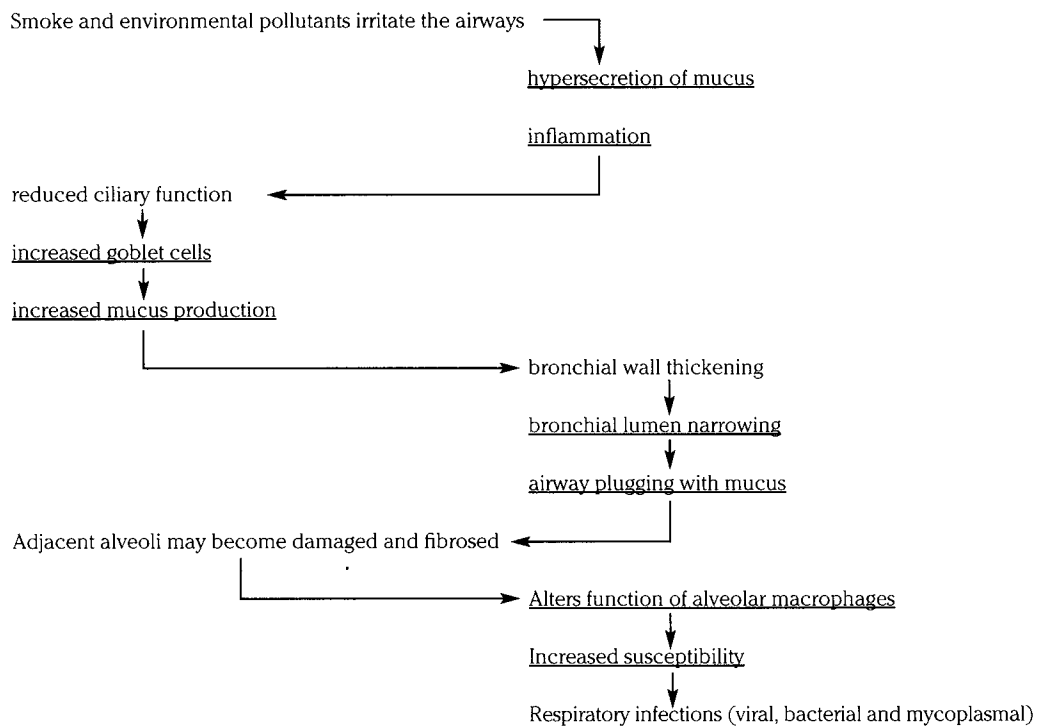 Smoke and environmental pollutants irritate the airways
hypersecretion of mucus
inflammation
reduced ciliary function
increased goblet cells
increased mucus production
bronchial wall thickening
bronchial lumen narrowing
airway plugging with mucus
Adjacent alveoli may become damaged and fibrosed
Alters function of alveolar macrophages
Increased susceptibility
Respiratory infections (viral, bacterial and mycoplasmal)